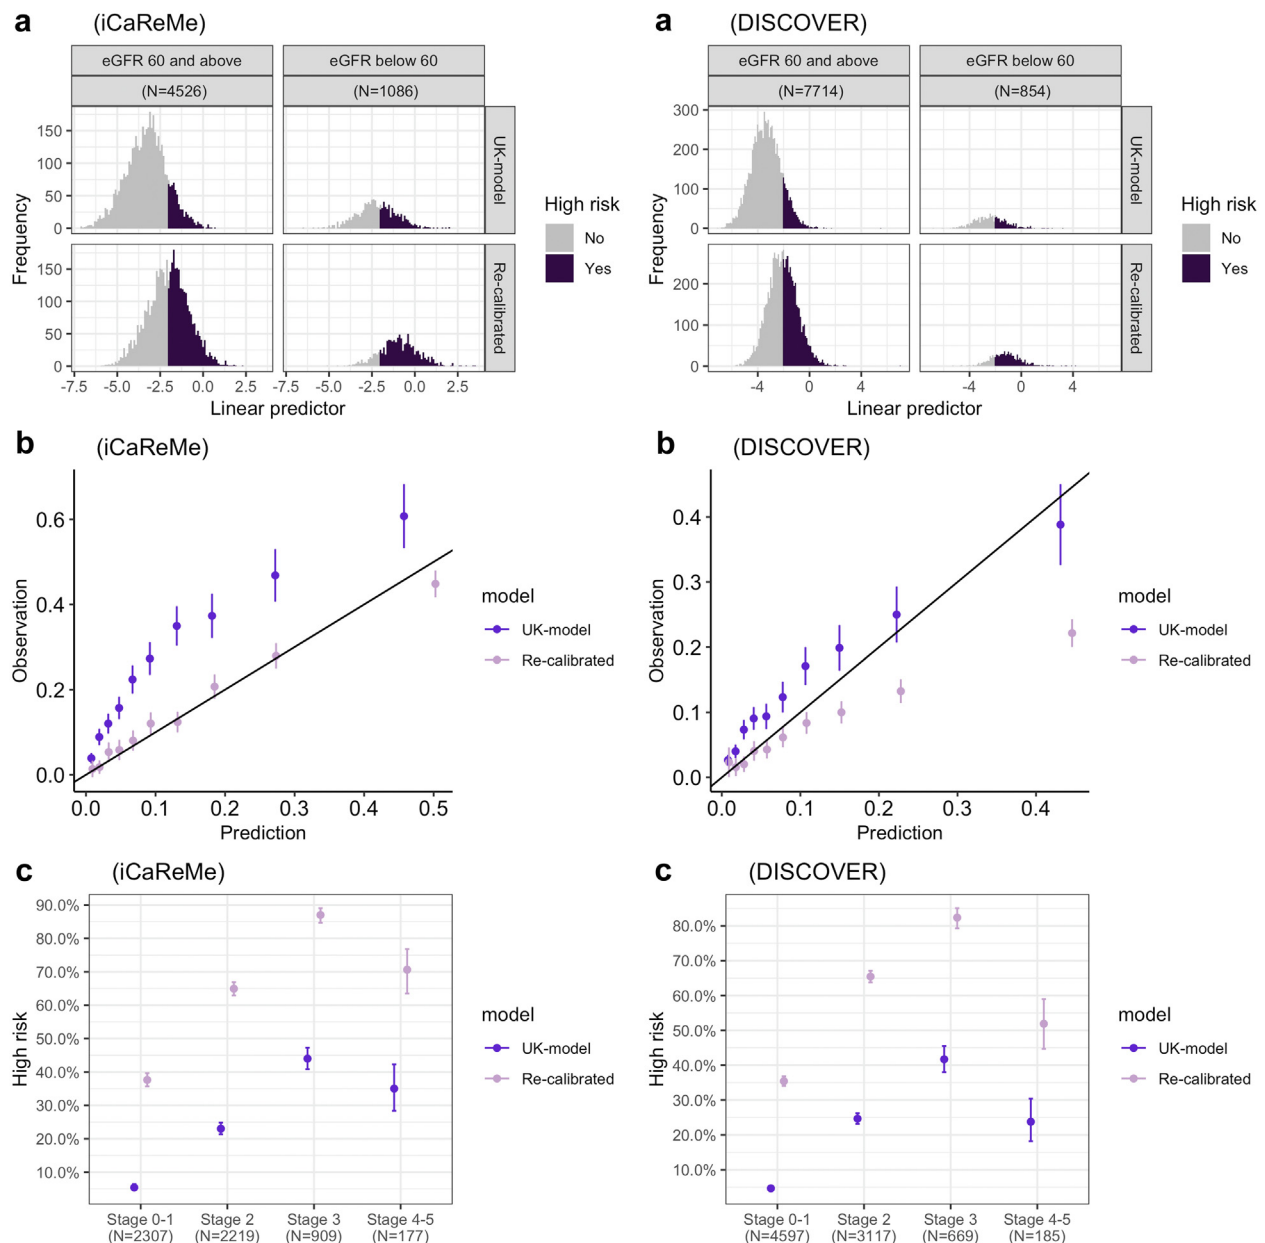 a (iCaReMe)
eGFR 60 and above
eGFR below 60
(N=4526)
(N=1086)
150
100
50
0
UK-model
150
100
50
0
Re-calibrated
Frequency
-7.5 -5.0 -2.5 0.0 2.5
-7.5 -5.0 -2.5 0.0 2.5
Linear predictor
High risk
No
Yes
a (DISCOVER)
eGFR 60 and above
eGFR below 60
(N=7714)
(N=854)
300
200
100
0
UK-model
200
100
0
Re-calibrated
Frequency
-4 0 4
-4 0 4
Linear predictor
High risk
No
Yes
b (iCaReMe)
0.6
0.4
0.2
0.0
Observation
0.0 0.1 0.2 0.3 0.4 0.5
Prediction
model
UK-model
Re-calibrated
b (DISCOVER)
0.4
0.3
0.2
0.1
0.0
Observation
0.0 0.1 0.2 0.3 0.4
Prediction
model
UK-model
Re-calibrated
c (iCaReMe)
90.0%
80.0%
70.0%
60.0%
50.0%
40.0%
30.0%
20.0%
10.0%
High risk
Stage 0-1 Stage 2 Stage 3 Stage 4-5
(N=2307) (N=2219) (N=909) (N=177)
model
UK-model
Re-calibrated
c (DISCOVER)
80.0%
70.0%
60.0%
50.0%
40.0%
30.0%
20.0%
10.0%
High risk
Stage 0-1 Stage 2 Stage 3 Stage 4-5
(N=4597) (N=3117) (N=669) (N=185)
model
UK-model
Re-calibrated